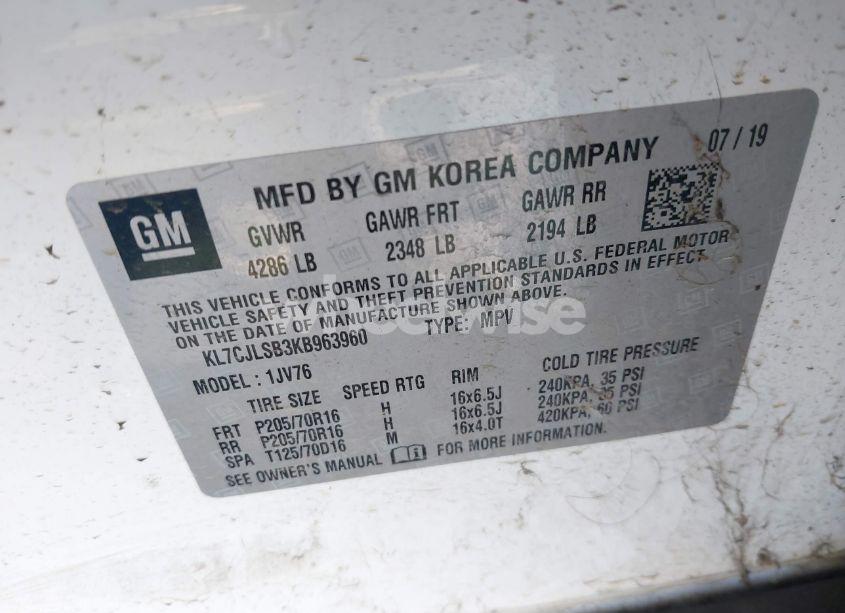 MFD BY GM KOREA COMPANY 07/19
GM
GVWR GAWR FRT GAWR RR
4286 LB 2348 LB 2194 LB
THIS VEHICLE CONFORMS TO ALL APPLICABLE U.S. FEDERAL MOTOR
VEHICLE SAFETY AND THEFT PREVENTION STANDARDS IN EFFECT
ON THE DATE OF MANUFACTURE SHOWN ABOVE.
KL7CJLSB3KB963960 TYPE: MPV
MODEL: 1JV76
TIRE SIZE SPEED RTG RIM COLD TIRE PRESSURE
FRT P205/70R16 H 16x6.5J 240KPA, 35 PSI
RR P205/70R16 H 16x6.5J 240KPA, 35 PSI
SPA T125/70D16 M 16x4.0T 420KPA, 60 PSI
SEE OWNER'S MANUAL FOR MORE INFORMATION.